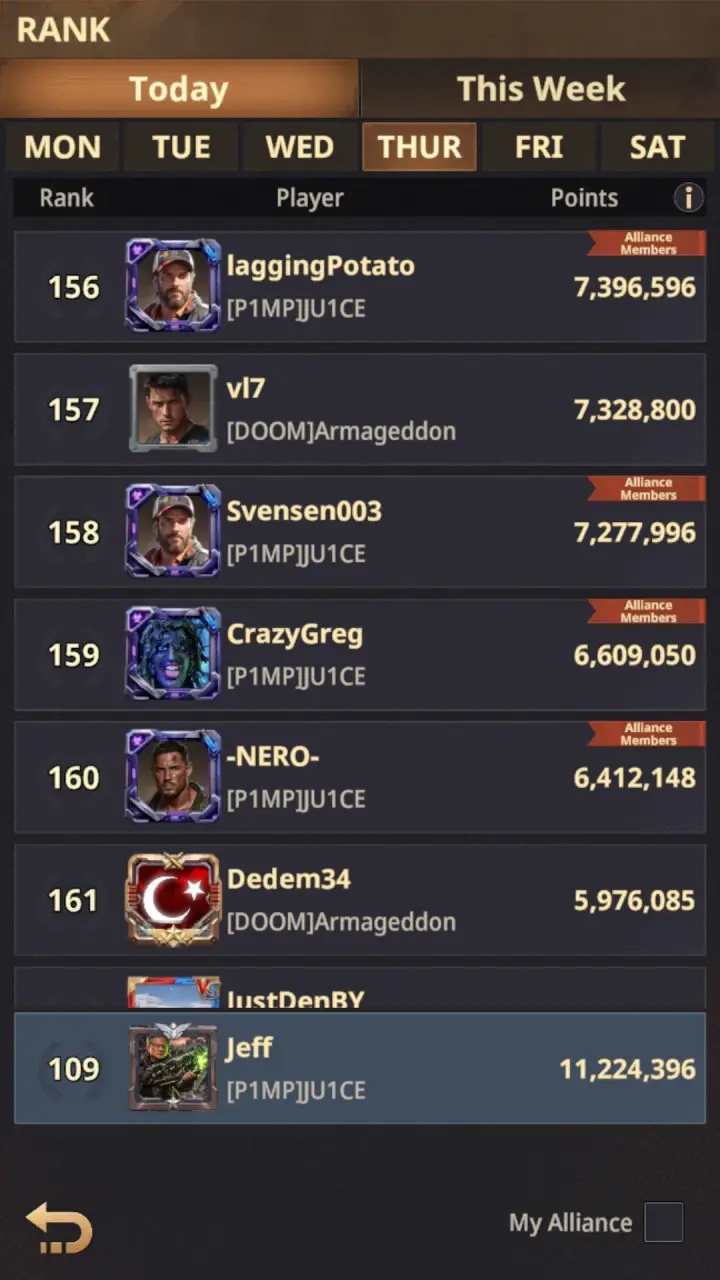 RANK
Today
This Week
MON TUE WED THUR FRI SAT
Rank Player Points
Alliance
Members
156 laggingPotato 7,396,596
[P1MP]JU1CE
157 vl7 7,328,800
[DOOM]Armageddon
Alliance
Members
158 Svensen003 7,277,996
[P1MP]JU1CE
Alliance
Members
159 CrazyGreg 6,609,050
[P1MP]JU1CE
Alliance
Members
160 -NERO- 6,412,148
[P1MP]JU1CE
161 Dedem34 5,976,085
[DOOM]Armageddon
VS
JustDenBY
109 Jeff 11,224,396
[P1MP]JU1CE
My Alliance